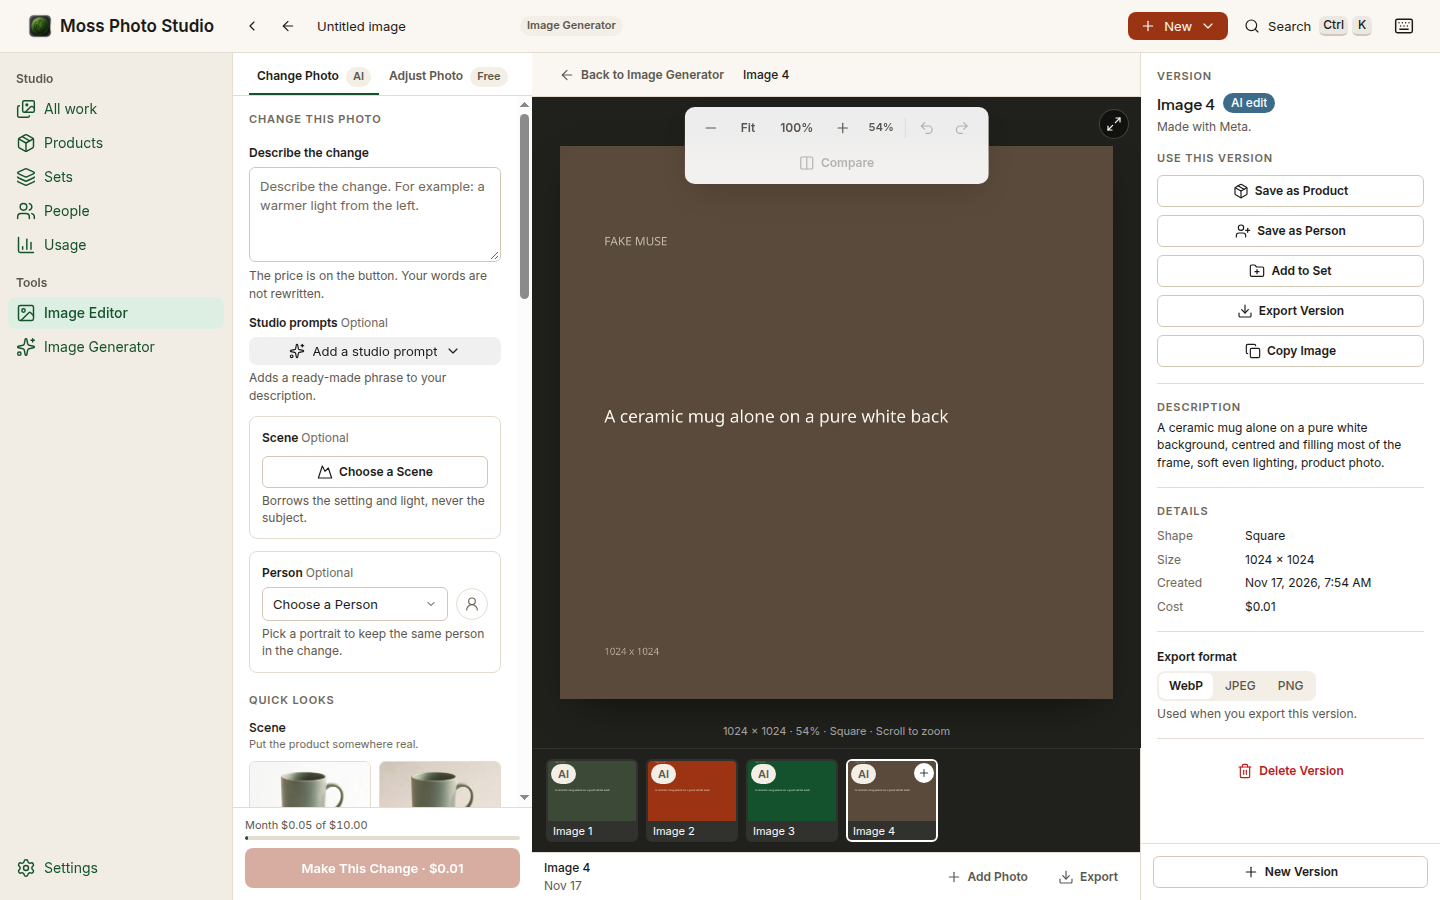 Moss Photo Studio
Untitled image
Image Generator
New
Search
Ctrl
K
Studio
All work
Products
Sets
People
Usage
Tools
Image Editor
Image Generator
Settings
Change Photo AI
Adjust Photo Free
CHANGE THIS PHOTO
Describe the change
Describe the change. For example: a
warmer light from the left.
The price is on the button. Your words are
not rewritten.
Studio prompts Optional
Add a studio prompt
Adds a ready-made phrase to your
description.
Scene Optional
Choose a Scene
Borrows the setting and light, never the
subject.
Person Optional
Choose a Person
Pick a portrait to keep the same person
in the change.
QUICK LOOKS
Scene
Put the product somewhere real.
Month $0.05 of $10.00
Make This Change · $0.01
Back to Image Generator
Image 4
Fit
100%
54%
Compare
FAKE MUSE
A ceramic mug alone on a pure white back
1024 x 1024
1024 × 1024 · 54% · Square · Scroll to zoom
AI
Image 1
AI
Image 2
AI
Image 3
AI
Image 4
Image 4
Nov 17
Add Photo
Export
VERSION
Image 4 AI edit
Made with Meta.
USE THIS VERSION
Save as Product
Save as Person
Add to Set
Export Version
Copy Image
DESCRIPTION
A ceramic mug alone on a pure white
background, centred and filling most of the
frame, soft even lighting, product photo.
DETAILS
Shape Square
Size 1024 × 1024
Created Nov 17, 2026, 7:54 AM
Cost $0.01
Export format
WebP JPEG PNG
Used when you export this version.
Delete Version
New Version